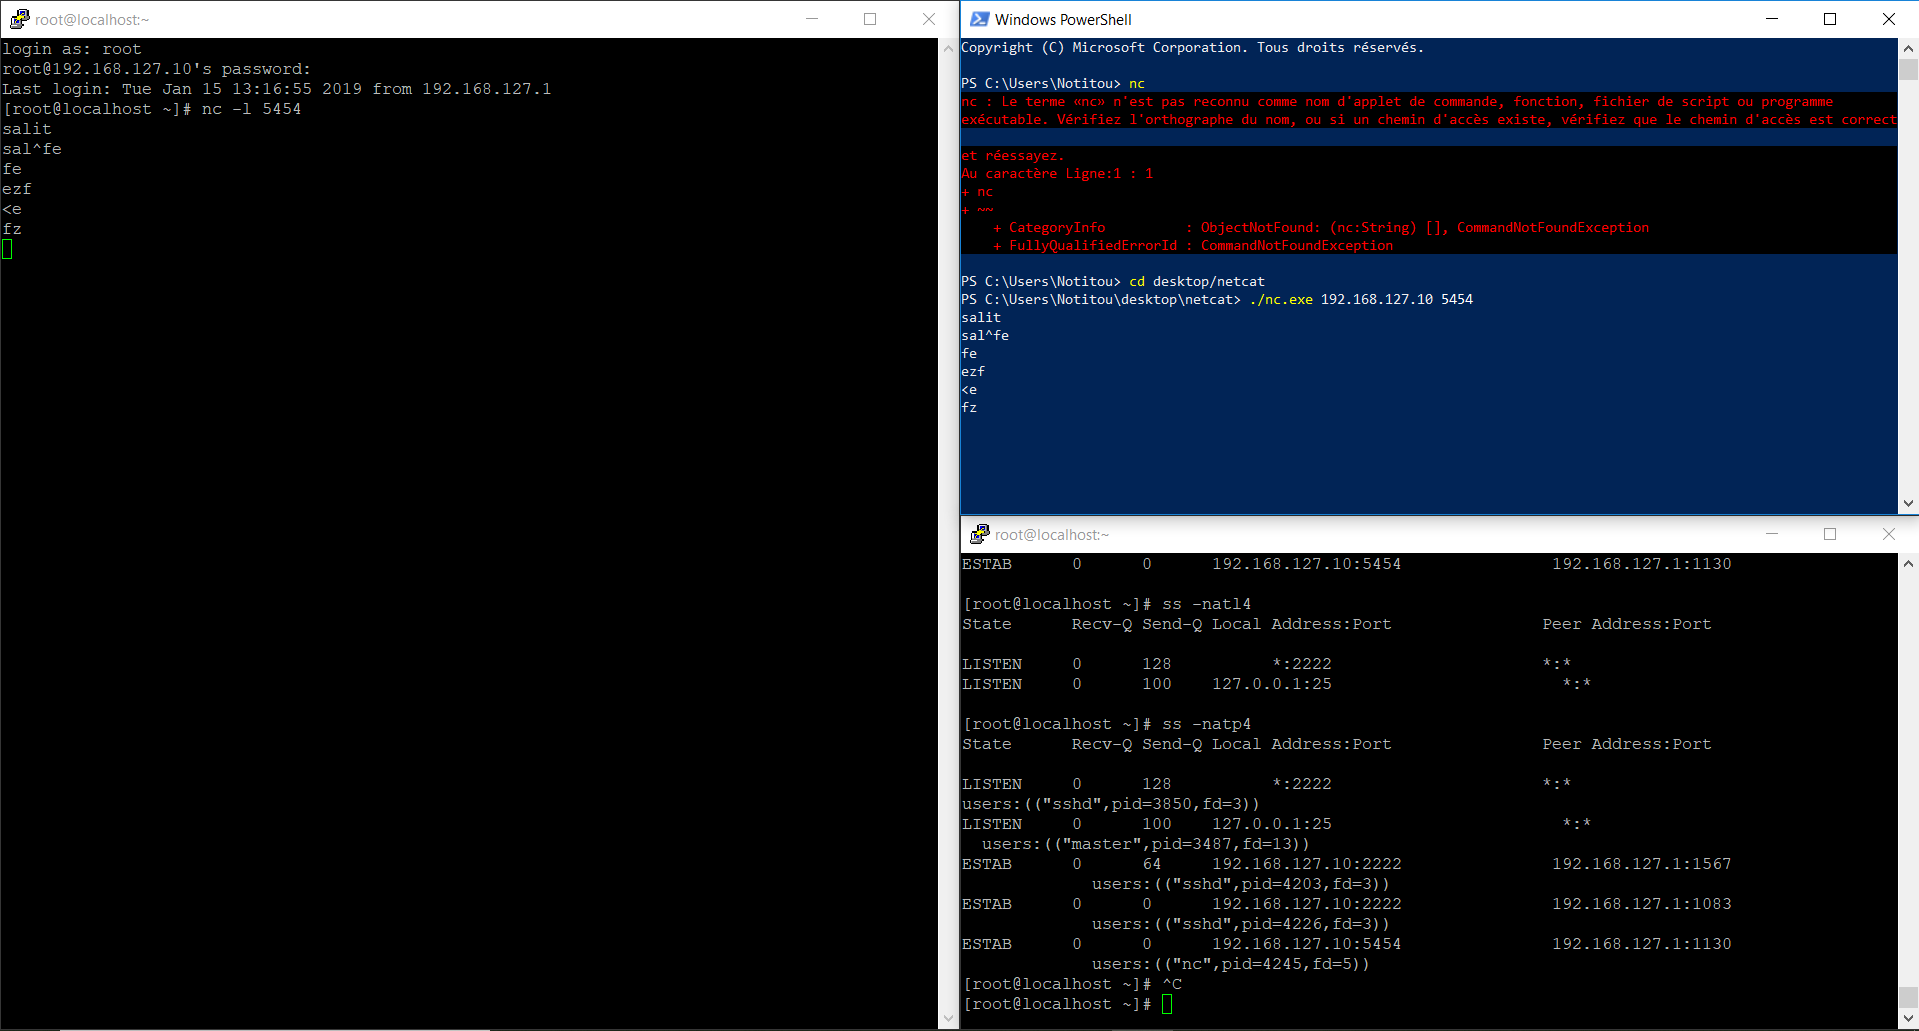 root@localhost:~
login as: root
root@192.168.127.10's password:
Last login: Tue Jan 15 13:16:55 2019 from 192.168.127.1
[root@localhost ~]# nc -l 5454
salit
sal^fe
fe
ezf
<e
fz
Windows PowerShell
Copyright (C) Microsoft Corporation. Tous droits réservés.
PS C:\Users\Notitou> nc
nc : Le terme «nc» n'est pas reconnu comme nom d'applet de commande, fonction, fichier de script ou programme
exécutable. Vérifiez l'orthographe du nom, ou si un chemin d'accès existe, vérifiez que le chemin d'accès est correct
et réessayez.
Au caractère Ligne:1 : 1
+ nc
+ ~~
+ CategoryInfo : ObjectNotFound: (nc:String) [], CommandNotFoundException
+ FullyQualifiedErrorId : CommandNotFoundException
PS C:\Users\Notitou> cd desktop/netcat
PS C:\Users\Notitou\desktop\netcat> ./nc.exe 192.168.127.10 5454
salit
sal^fe
fe
ezf
<e
fz
root@localhost:~
ESTAB 0 0 192.168.127.10:5454 192.168.127.1:1130
[root@localhost ~]# ss -natl4
State Recv-Q Send-Q Local Address:Port Peer Address:Port
LISTEN 0 128 *:2222 *:*
LISTEN 0 100 127.0.0.1:25 *:*
[root@localhost ~]# ss -natp4
State Recv-Q Send-Q Local Address:Port Peer Address:Port
LISTEN 0 128 *:2222 *:*
users:(("sshd",pid=3850,fd=3))
LISTEN 0 100 127.0.0.1:25 *:*
users:(("master",pid=3487,fd=13))
ESTAB 0 64 192.168.127.10:2222 192.168.127.1:1567
users:(("sshd",pid=4203,fd=3))
ESTAB 0 0 192.168.127.10:2222 192.168.127.1:1083
users:(("sshd",pid=4226,fd=3))
ESTAB 0 0 192.168.127.10:5454 192.168.127.1:1130
users:(("nc",pid=4245,fd=5))
[root@localhost ~]# ^C
[root@localhost ~]#